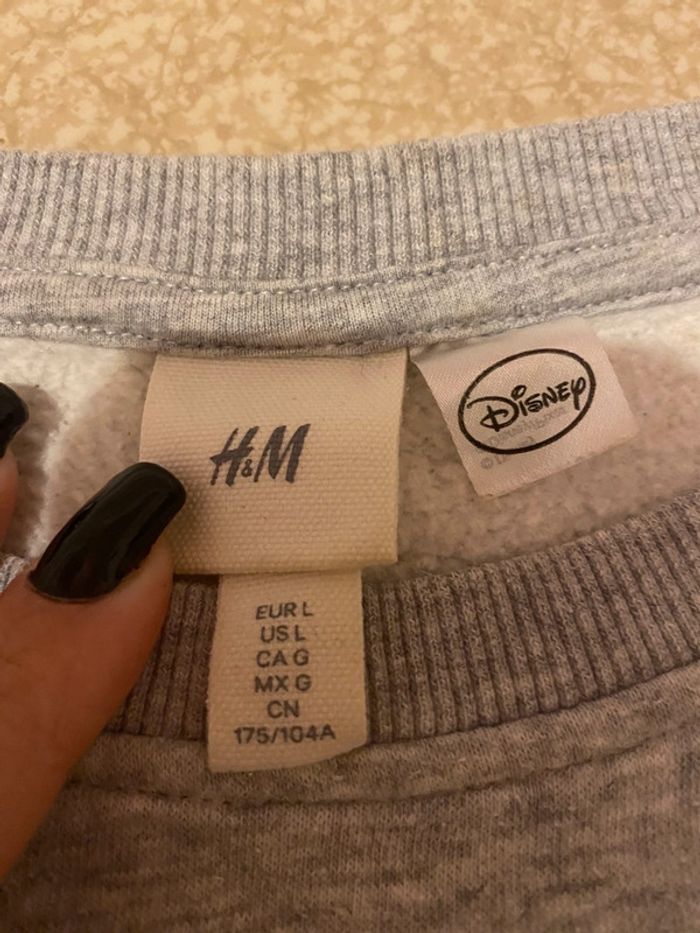 H&M
Disney
EUR L
US L
CA G
MX G
CN
175/104A